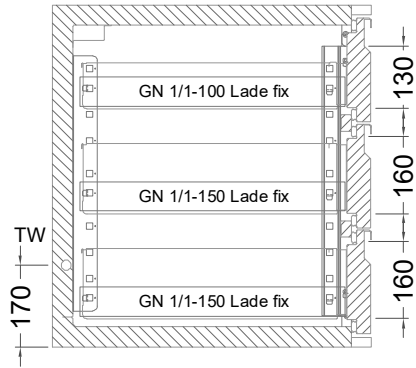 GN 1/1-100 Lade fix
130
160
GN 1/1-150 Lade fix
TW
170
GN 1/1-150 Lade fix
160